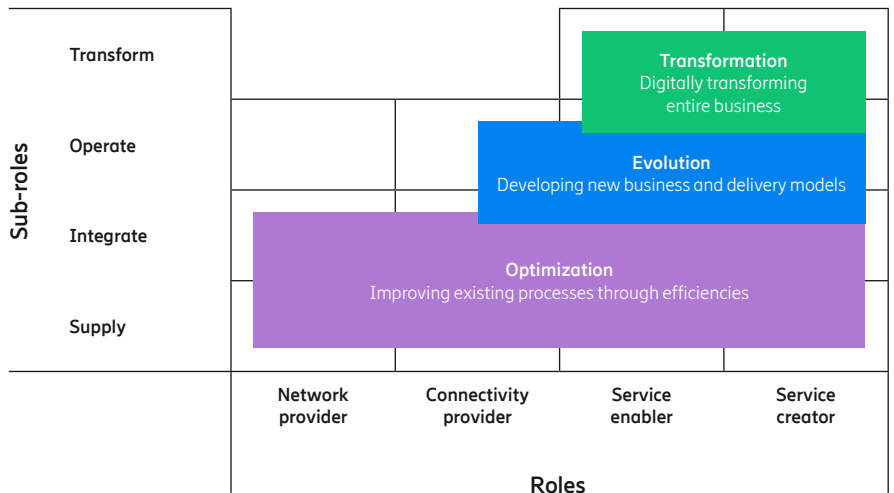 Sub-roles
Transform
Operate
Integrate
Supply
Transformation
Digitally transforming
entire business
Evolution
Developing new business and delivery models
Optimization
Improving existing processes through efficiencies
Network
provider
Connectivity
provider
Service
enabler
Service
creator
Roles